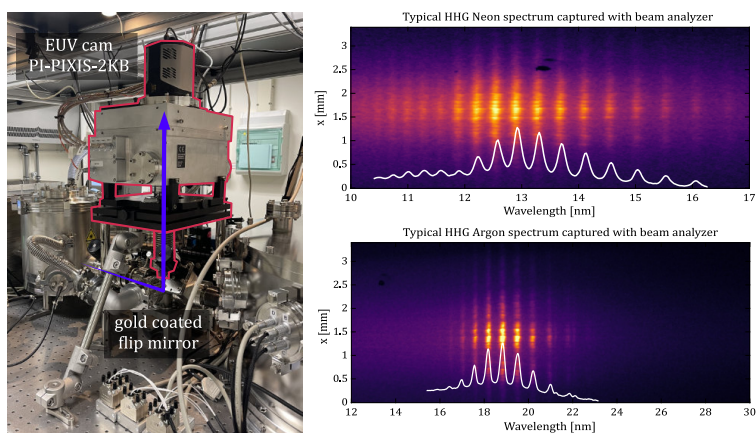 EUV cam
PI-PIXIS-2KB
gold coated
flip mirror
Typical HHG Neon spectrum captured with beam analyzer
x [mm]
3
2.5
2
1.5
1
0.5
0
10 11 12 13 14 15 16 17
Wavelength [nm]
Typical HHG Argon spectrum captured with beam analyzer
x [mm]
3
2.5
2
1.5
1
0.5
0
12 14 16 18 20 22 24 26 28 30
Wavelength [nm]